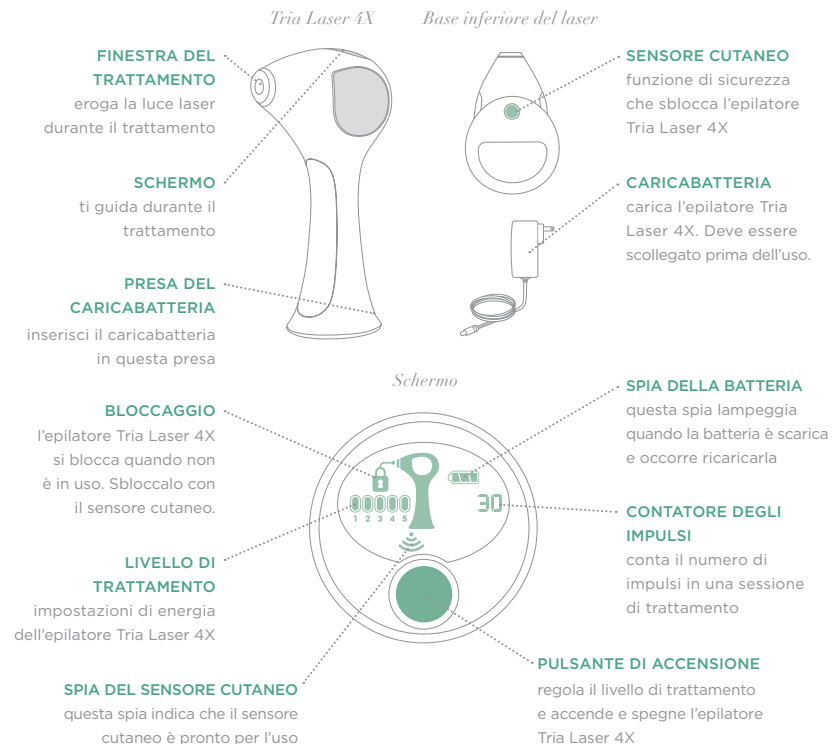 Tria Laser 4X
Base inferiore del laser
FINESTRA DEL
TRATTAMENTO
eroga la luce laser
durante il trattamento
SCHERMO
ti guida durante il
trattamento
PRESA DEL
CARICABATTERIA
inserisci il caricabatteria
in questa presa
SENSORE CUTANEO
funzione di sicurezza
che sblocca l'epilatore
Tria Laser 4X
CARICABATTERIA
carica l'epilatore Tria
Laser 4X. Deve essere
scollegato prima dell'uso.
Schermo
BLOCCAGGIO
l'epilatore Tria Laser 4X
si blocca quando non
è in uso. Sbloccalo con
il sensore cutaneo.
LIVELLO DI
TRATTAMENTO
impostazioni di energia
dell'epilatore Tria Laser 4X
SPIA DEL SENSORE CUTANEO
questa spia indica che il sensore
cutaneo è pronto per l'uso
30
1 2 3 4 5
SPIA DELLA BATTERIA
questa spia lampeggia
quando la batteria è scarica
e occorre ricaricarla
CONTATORE DEGLI
IMPULSI
conta il numero di
impulsi in una sessione
di trattamento
PULSANTE DI ACCENSIONE
regola il livello di trattamento
e accende e spegne l'epilatore
Tria Laser 4X